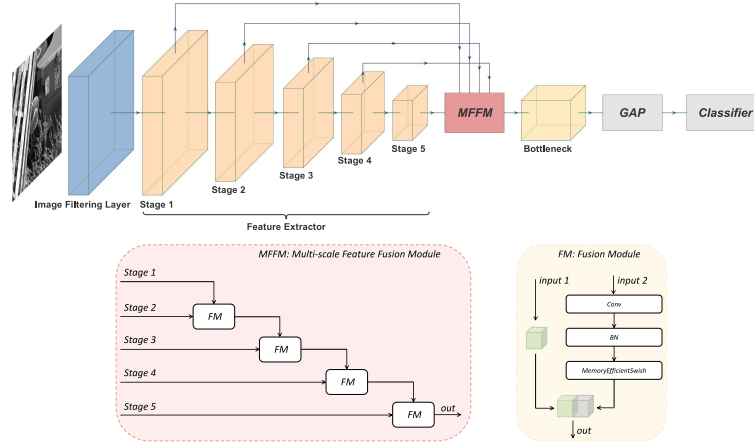 MFFM
GAP
Classifier
Bottleneck
Stage 5
Stage 4
Stage 3
Stage 2
Image Filtering Layer
Stage 1
Feature Extractor
MFFM: Multi-scale Feature Fusion Module
Stage 1
Stage 2
FM
Stage 3
FM
Stage 4
FM
Stage 5
FM
out
FM: Fusion Module
input 1
input 2
Conv
BN
MemoryEfficientSwish
out